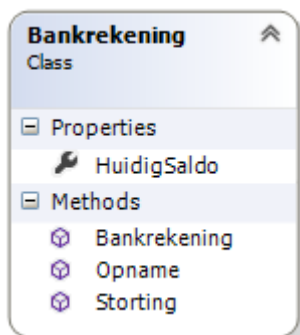 Bankrekening
Class
Properties
HuidigSaldo
Methods
Bankrekening
Opname
Storting